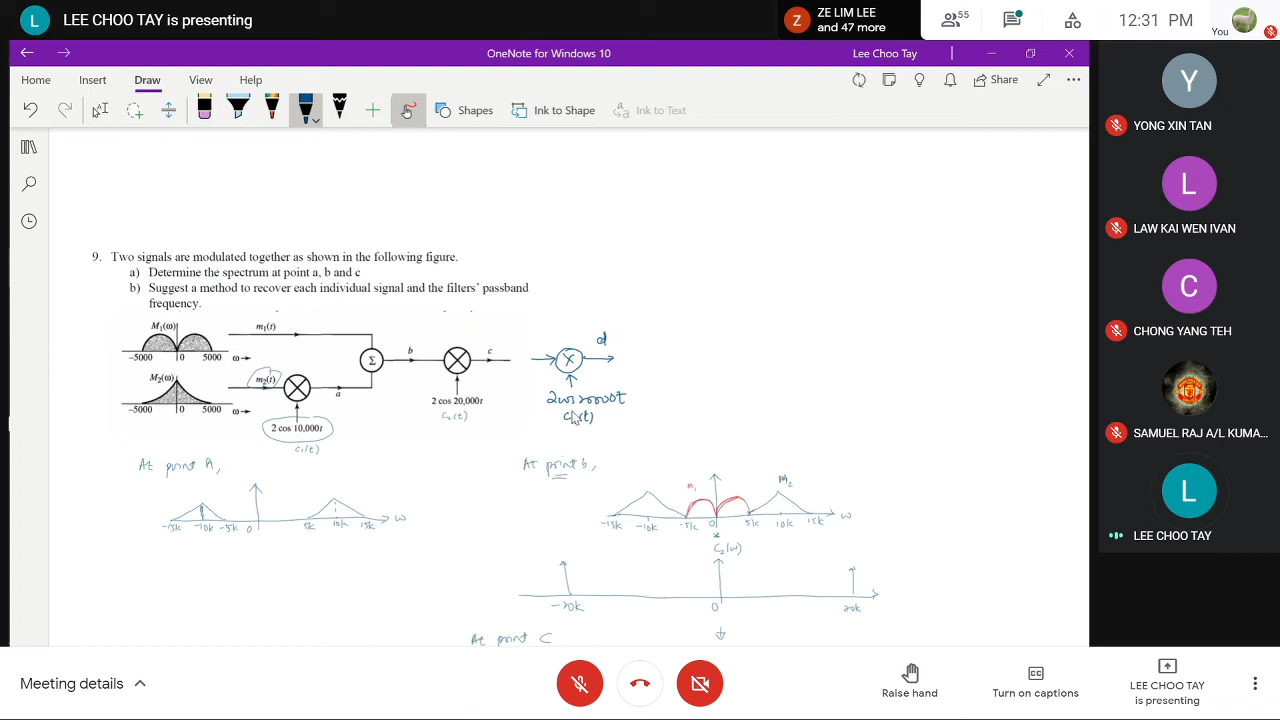 L LEE CHOO TAY is presenting
Z ZE LIM LEE
and 47 more
55
12:31 PM
You
OneNote for Windows 10
Lee Choo Tay
Home Insert Draw View Help
Share
Shapes
Ink to Shape
Ink to Text
9. Two signals are modulated together as shown in the following figure.
a) Determine the spectrum at point a, b and c
b) Suggest a method to recover each individual signal and the filters' passband
frequency.
M₁(ω)
m₁(t)
-5000 0 5000 ω
Σ
b
c
d
M₂(ω)
m₂(t)
a
-5000 0 5000 ω
2 cos 10,000t
c₁(t)
2 cos 20,000t
c₂(t)
2cos 20000t
(t)
At point A,
-15k -10k -5k 0 5k 10k 15k w
At point b,
m₁
M₂
-15k -10k -5k 0 5k 10k 15k w
*
C₂(w)
-20k 0 20k
At point C
Y
YONG XIN TAN
L
LAW KAI WEN IVAN
C
CHONG YANG TEH
SAMUEL RAJ A/L KUMA...
L
LEE CHOO TAY
Meeting details
Raise hand
Turn on captions
LEE CHOO TAY
is presenting